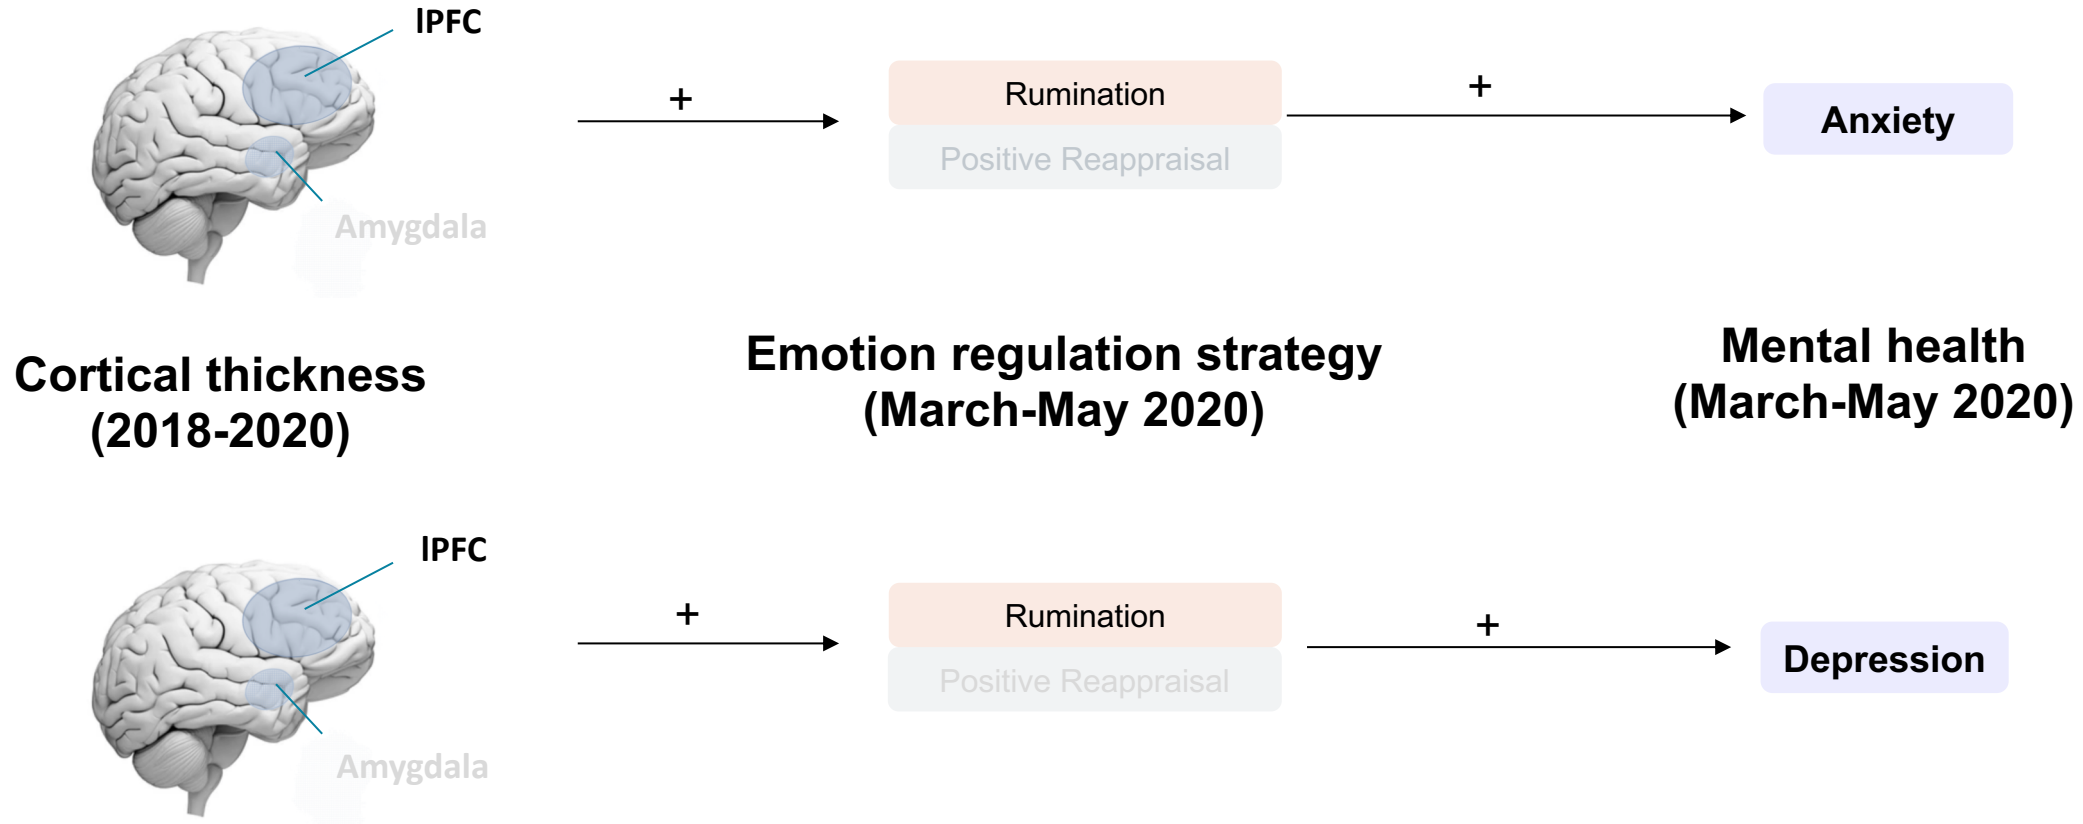 lPFC
+
Rumination
+
Anxiety
Positive Reappraisal
Amygdala
Cortical thickness
(2018-2020)
Emotion regulation strategy
(March-May 2020)
Mental health
(March-May 2020)
lPFC
+
Rumination
+
Depression
Positive Reappraisal
Amygdala